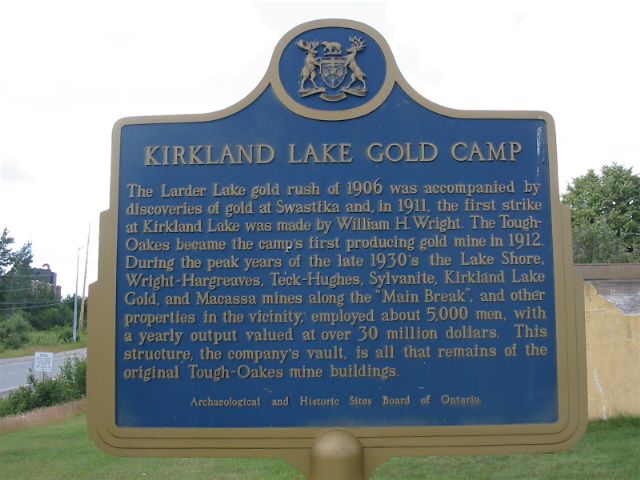 KIRKLAND LAKE GOLD CAMP
The Larder Lake gold rush of 1906 was accompanied by
discoveries of gold at Swastika and, in 1911, the first strike
at Kirkland Lake was made by William H. Wright. The Tough-
Oakes became the camp's first producing gold mine in 1912.
During the peak years of the late 1930's the Lake Shore,
Wright-Hargreaves, Teck-Hughes, Sylvanite, Kirkland Lake
Gold, and Macassa mines along the "Main Break", and other
properties in the vicinity, employed about 5,000 men, with
a yearly output valued at over 30 million dollars. This
structure, the company's vault, is all that remains of the
original Tough-Oakes mine buildings.
Archaeological and Historic Sites Board of Ontario.